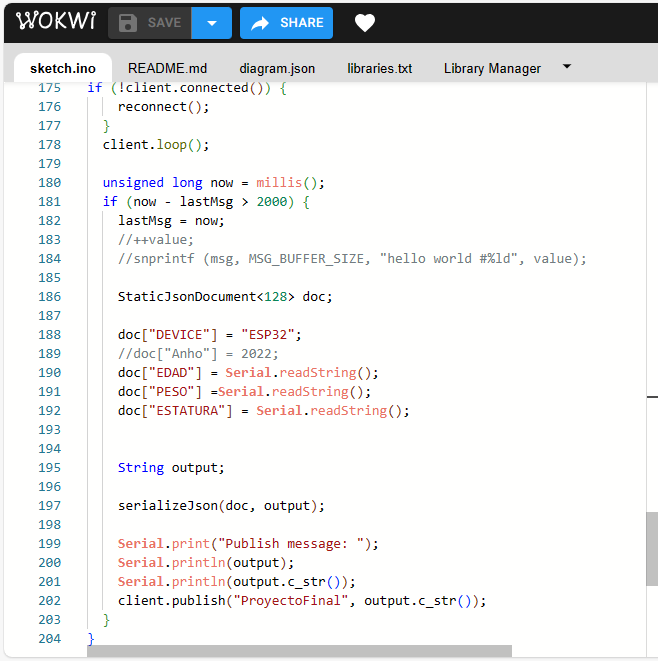 WOKWI SAVE SHARE
sketch.ino README.md diagram.json libraries.txt Library Manager
175 if (!client.connected()) {
176 reconnect();
177 }
178 client.loop();
179
180 unsigned long now = millis();
181 if (now - lastMsg > 2000) {
182 lastMsg = now;
183 //++value;
184 //snprintf (msg, MSG_BUFFER_SIZE, "hello world #%ld", value);
185
186 StaticJsonDocument<128> doc;
187
188 doc["DEVICE"] = "ESP32";
189 //doc["Anho"] = 2022;
190 doc["EDAD"] = Serial.readString();
191 doc["PESO"] =Serial.readString();
192 doc["ESTATURA"] = Serial.readString();
193
194
195 String output;
196
197 serializeJson(doc, output);
198
199 Serial.print("Publish message: ");
200 Serial.println(output);
201 Serial.println(output.c_str());
202 client.publish("ProyectoFinal", output.c_str());
203 }
204 }